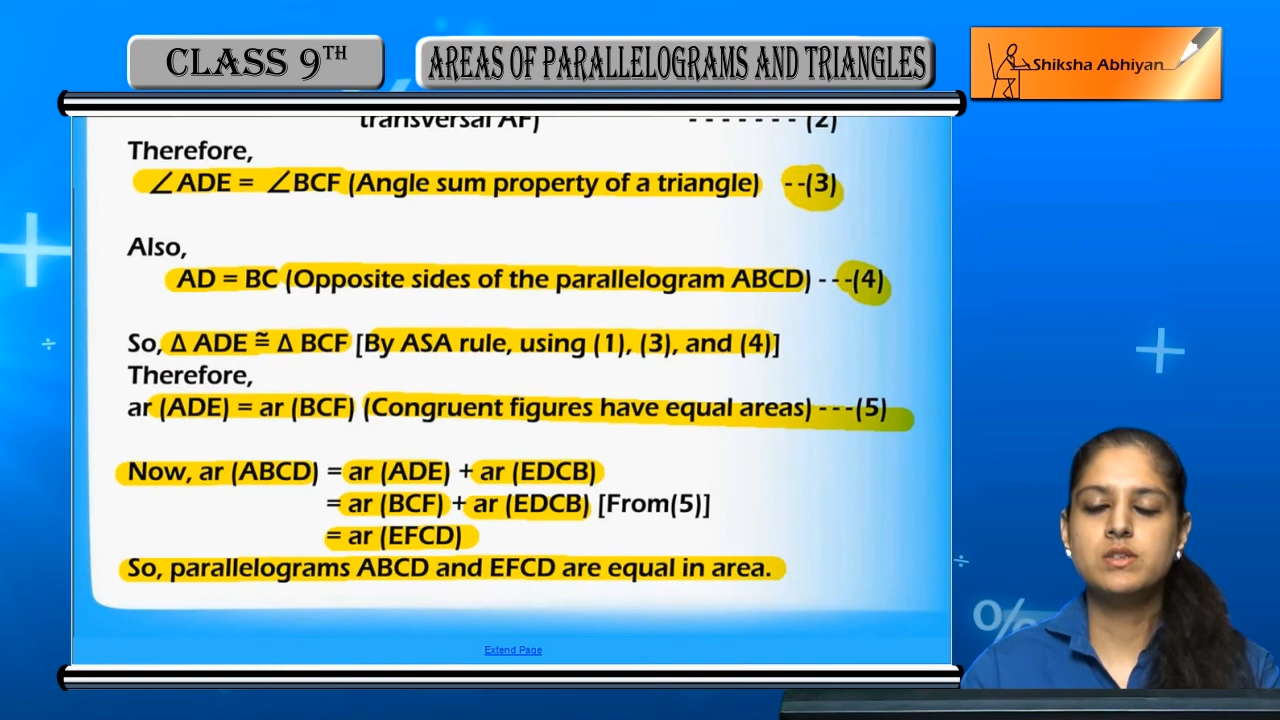 CLASS 9TH
AREAS OF PARALLELOGRAMS AND TRIANGLES
Shiksha Abhiyan
transversal AF) - - - - - - - (2)
Therefore,
∠ADE = ∠BCF (Angle sum property of a triangle) - -(3)
Also,
AD = BC (Opposite sides of the parallelogram ABCD) - - -(4)
So, Δ ADE ≅ Δ BCF [By ASA rule, using (1), (3), and (4)]
Therefore,
ar (ADE) = ar (BCF) (Congruent figures have equal areas) - - -(5)
Now, ar (ABCD) = ar (ADE) + ar (EDCB)
= ar (BCF) + ar (EDCB) [From(5)]
= ar (EFCD)
So, parallelograms ABCD and EFCD are equal in area.
Extend Page